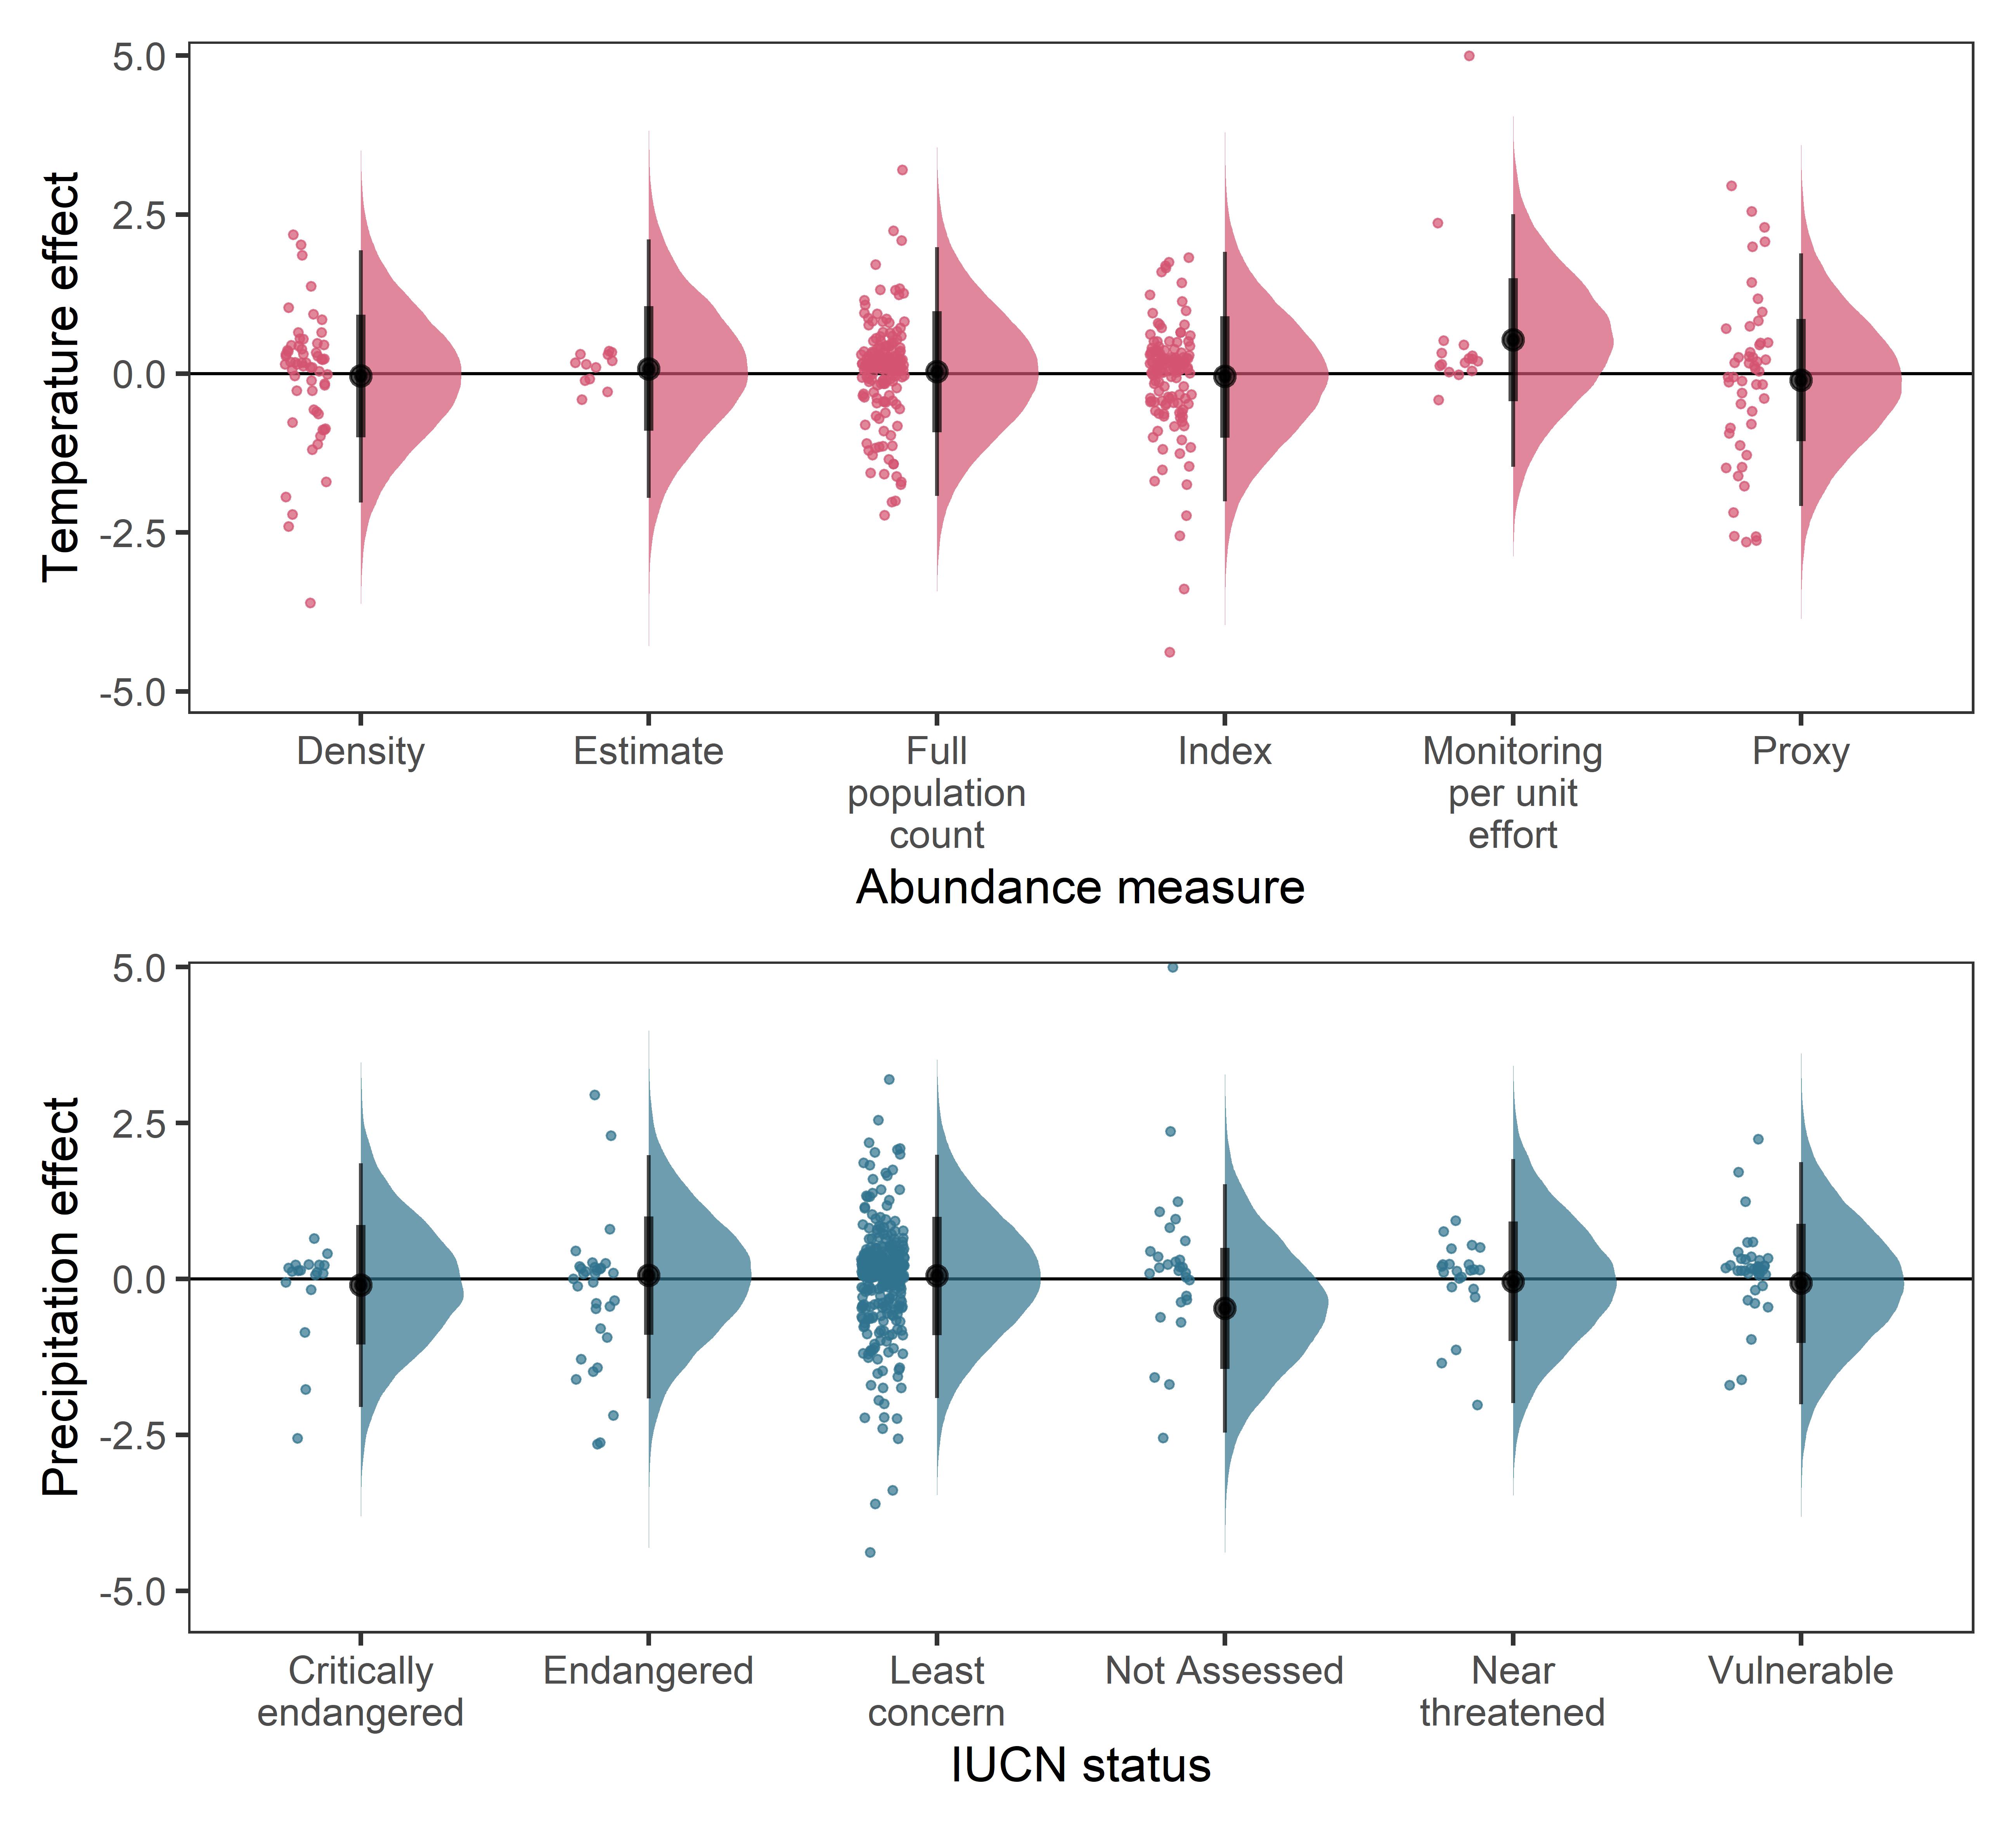 5.0
2.5
0.0
-2.5
-5.0
Temperature effect
Density
Estimate
Full
population
count
Index
Monitoring
per unit
effort
Proxy
Abundance measure
5.0
2.5
0.0
-2.5
-5.0
Precipitation effect
Critically
endangered
Endangered
Least
concern
Not Assessed
Near
threatened
Vulnerable
IUCN status